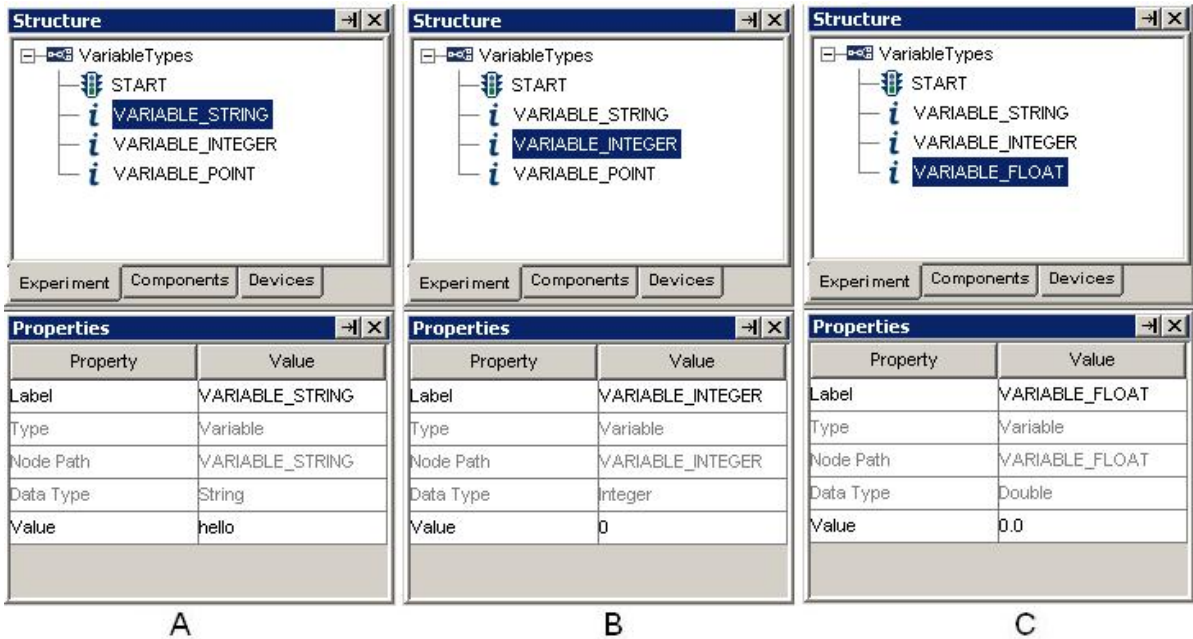 Structure
VariableTypes
START
VARIABLE_STRING
VARIABLE_INTEGER
VARIABLE_POINT
Experiment Components Devices
Properties
Property Value
Label VARIABLE_STRING
Type Variable
Node Path VARIABLE_STRING
Data Type String
Value hello
A
Structure
VariableTypes
START
VARIABLE_STRING
VARIABLE_INTEGER
VARIABLE_POINT
Experiment Components Devices
Properties
Property Value
Label VARIABLE_INTEGER
Type Variable
Node Path VARIABLE_INTEGER
Data Type Integer
Value 0
B
Structure
VariableTypes
START
VARIABLE_STRING
VARIABLE_INTEGER
VARIABLE_FLOAT
Experiment Components Devices
Properties
Property Value
Label VARIABLE_FLOAT
Type Variable
Node Path VARIABLE_FLOAT
Data Type Double
Value 0.0
C